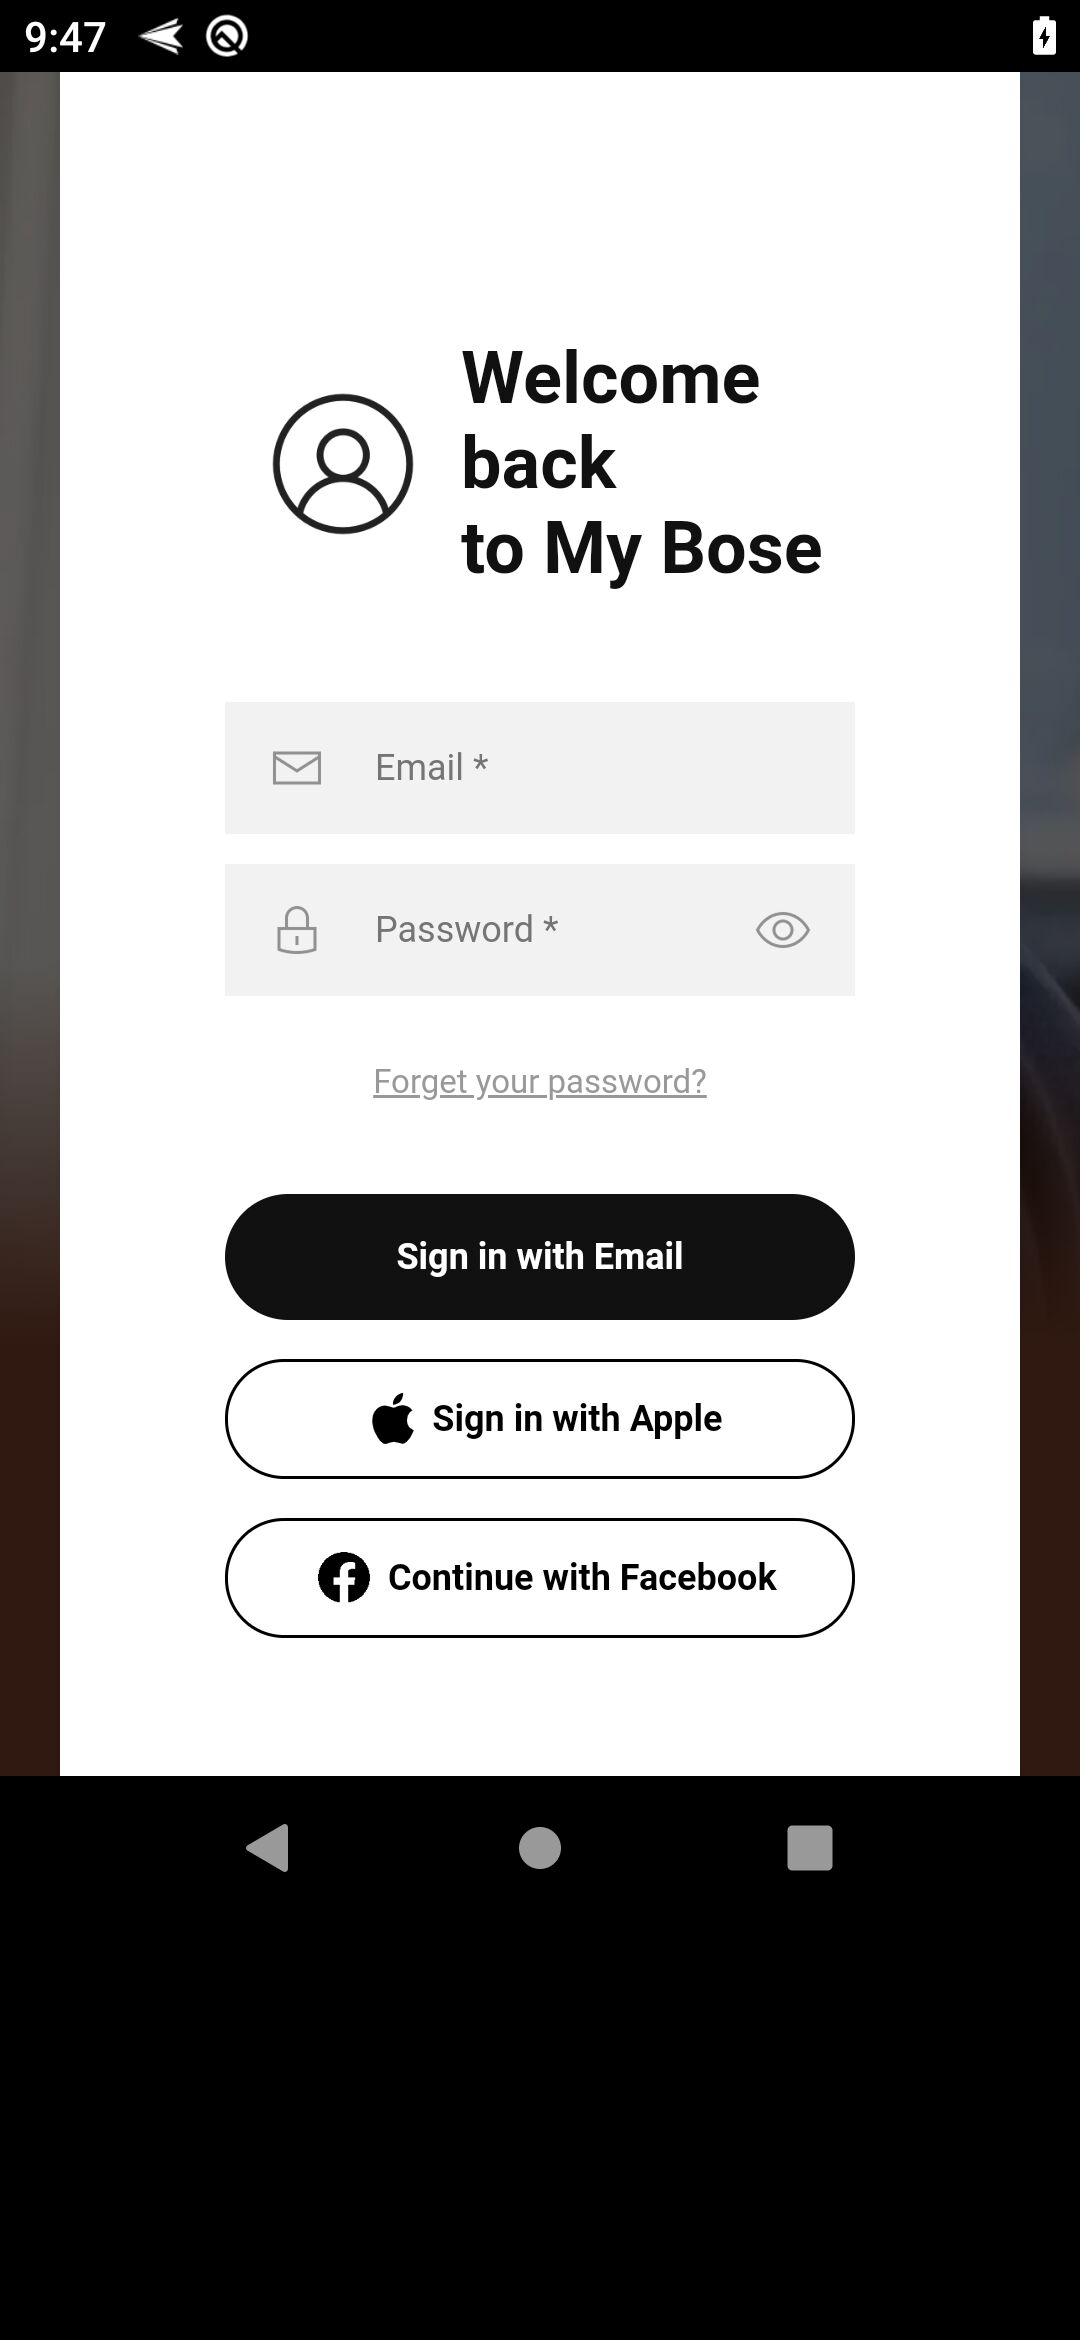 9:47
Welcome
back
to My Bose
Email *
Password *
Forget your password?
Sign in with Email
Sign in with Apple
Continue with Facebook